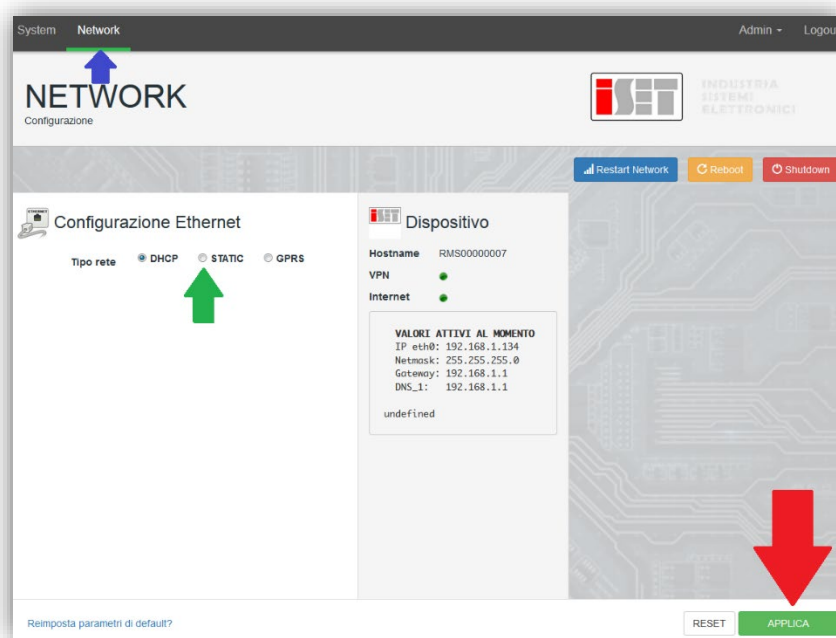 System Network Admin Logou
NETWORK
Configurazione
iSET
INDUSTRIA
SISTEMI
ELETTRONICI
Restart Network Reboot Shutdown
Configurazione Ethernet
Tipo rete DHCP STATIC GPRS
Dispositivo
Hostname RMS00000007
VPN
Internet
VALORI ATTIVI AL MOMENTO
IP eth0: 192.168.1.134
Netmask: 255.255.255.0
Gateway: 192.168.1.1
DNS_1: 192.168.1.1
undefined
Reimposta parametri di default?
RESET APPLICA